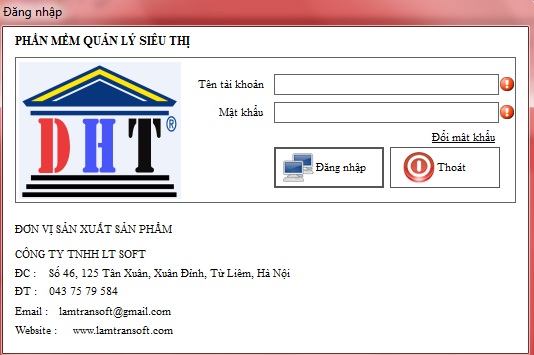 Đăng nhập
PHẦN MỀM QUẢN LÝ SIÊU THỊ
DHT®
Tên tài khoản
Mật khẩu
Đổi mật khẩu
Đăng nhập
Thoát
ĐƠN VỊ SẢN XUẤT SẢN PHẨM
CÔNG TY TNHH LT SOFT
ĐC : Số 46, 125 Tân Xuân, Xuân Đỉnh, Từ Liêm, Hà Nội
ĐT : 043 75 79 584
Email : lamtransoft@gmail.com
Website : www.lamtransoft.com